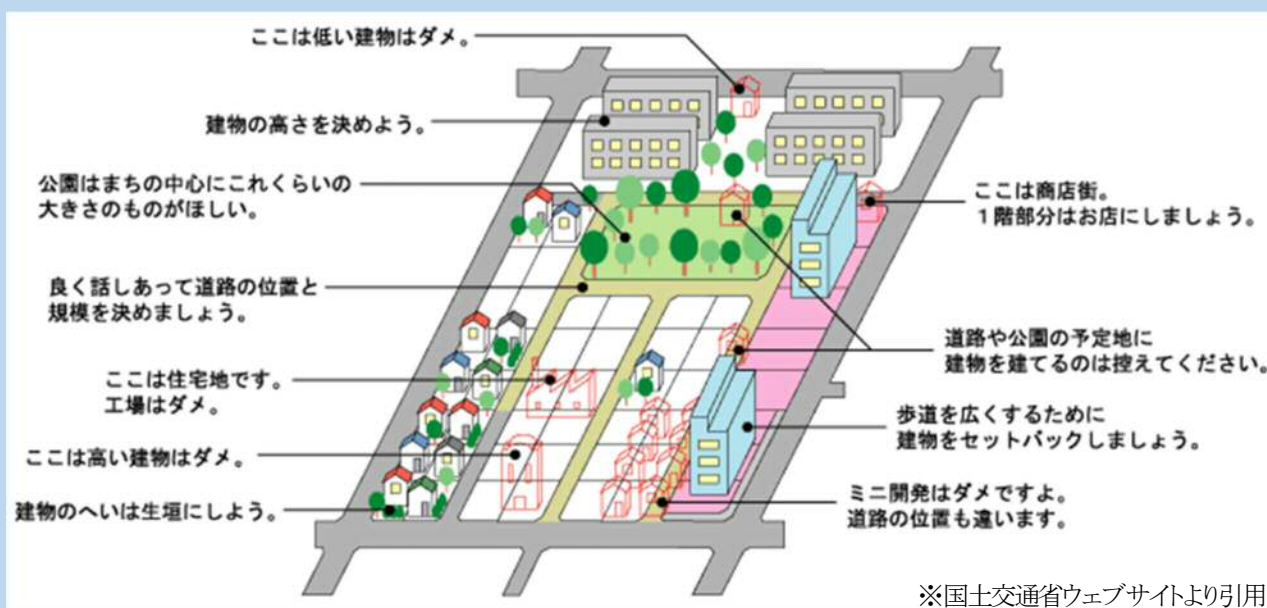 ここは低い建物はダメ。
建物の高さを決めよう。
公園はまちの中心にこれくらいの
大きさのものがほしい。
良く話しあって道路の位置と
規模を決めましょう。
ここは住宅地です。
工場はダメ。
ここは高い建物はダメ。
建物のへいは生垣にしよう。
ここは商店街。
1階部分はお店にしましょう。
道路や公園の予定地に
建物を建てるのは控えてください。
歩道を広くするために
建物をセットバックしましょう。
ミニ開発はダメですよ。
道路の位置も違います。
※国土交通省ウェブサイトより引用